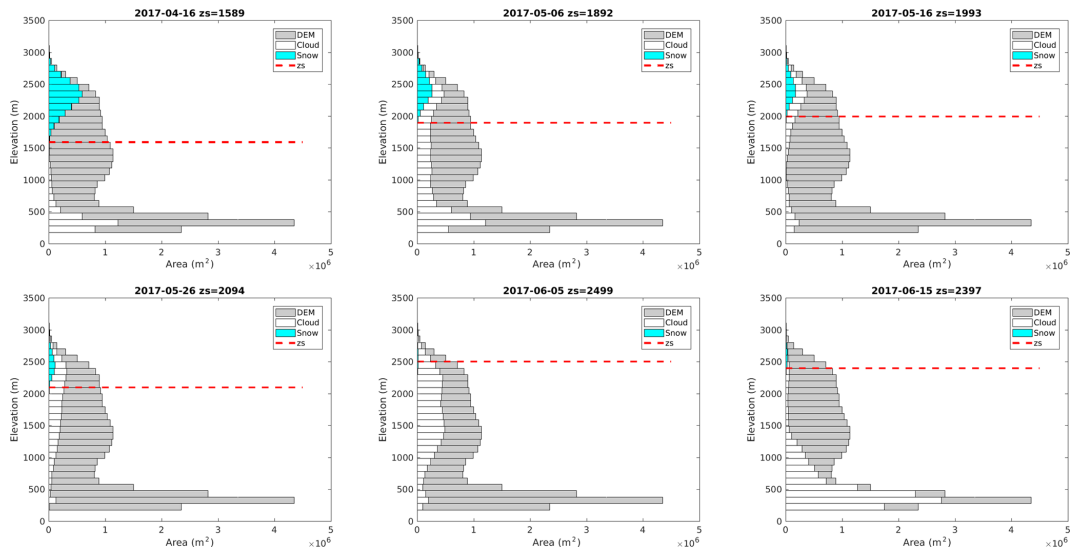 2017-04-16 zs=1589
3500
3000
2500
2000
1500
1000
500
0
Elevation (m)
0 1 2 3 4 5
Area (m²)
×10⁶
DEM
Cloud
Snow
zs
2017-05-06 zs=1892
3500
3000
2500
2000
1500
1000
500
0
Elevation (m)
0 1 2 3 4 5
Area (m²)
×10⁶
DEM
Cloud
Snow
zs
2017-05-16 zs=1993
3500
3000
2500
2000
1500
1000
500
0
Elevation (m)
0 1 2 3 4 5
Area (m²)
×10⁶
DEM
Cloud
Snow
zs
2017-05-26 zs=2094
3500
3000
2500
2000
1500
1000
500
0
Elevation (m)
0 1 2 3 4 5
Area (m²)
×10⁶
DEM
Cloud
Snow
zs
2017-06-05 zs=2499
3500
3000
2500
2000
1500
1000
500
0
Elevation (m)
0 1 2 3 4 5
Area (m²)
×10⁶
DEM
Cloud
Snow
zs
2017-06-15 zs=2397
3500
3000
2500
2000
1500
1000
500
0
Elevation (m)
0 1 2 3 4 5
Area (m²)
×10⁶
DEM
Cloud
Snow
zs